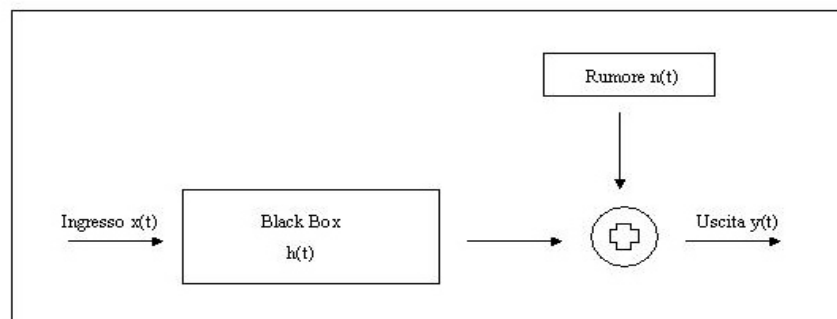 Rumore n(t)
Ingresso x(t)
Black Box
h(t)
Uscita y(t)